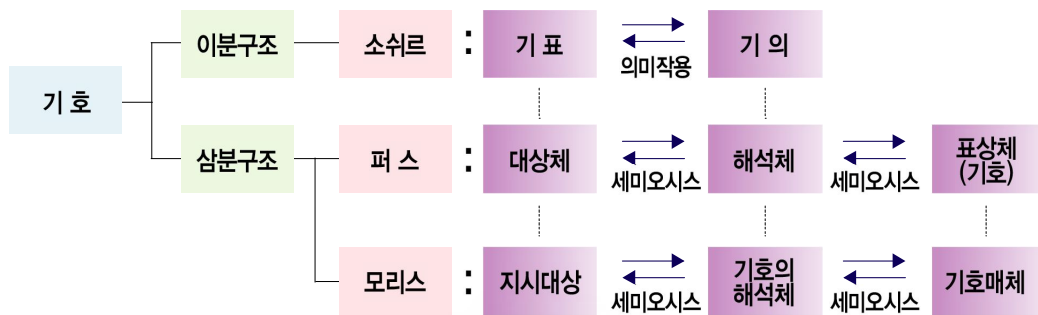 기 호
이분구조
소쉬르
:
기 표
의미작용
기 의
삼분구조
퍼 스
:
대상체
세미오시스
해석체
세미오시스
표상체
(기호)
모리스
:
지시대상
세미오시스
기호의
해석체
세미오시스
기호매체